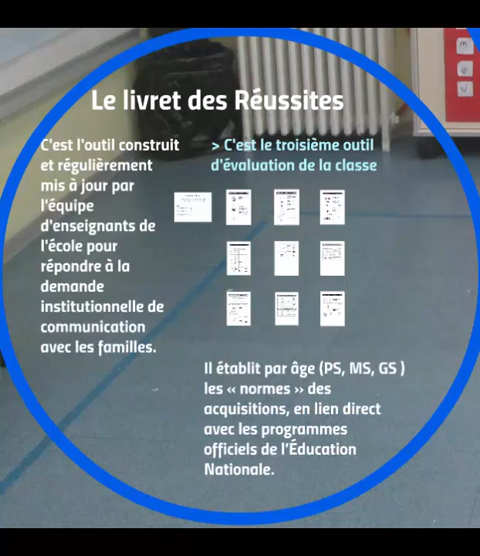 Le livret des Réussites
C'est l'outil construit
et régulièrement
mis à jour par
l'équipe
d'enseignants de
l'école pour
répondre à la
demande
institutionnelle de
communication
avec les familles.
> C'est le troisième outil
d'évaluation de la classe
Il établit par âge (PS, MS, GS )
les « normes » des
acquisitions, en lien direct
avec les programmes
officiels de l'Éducation
Nationale.